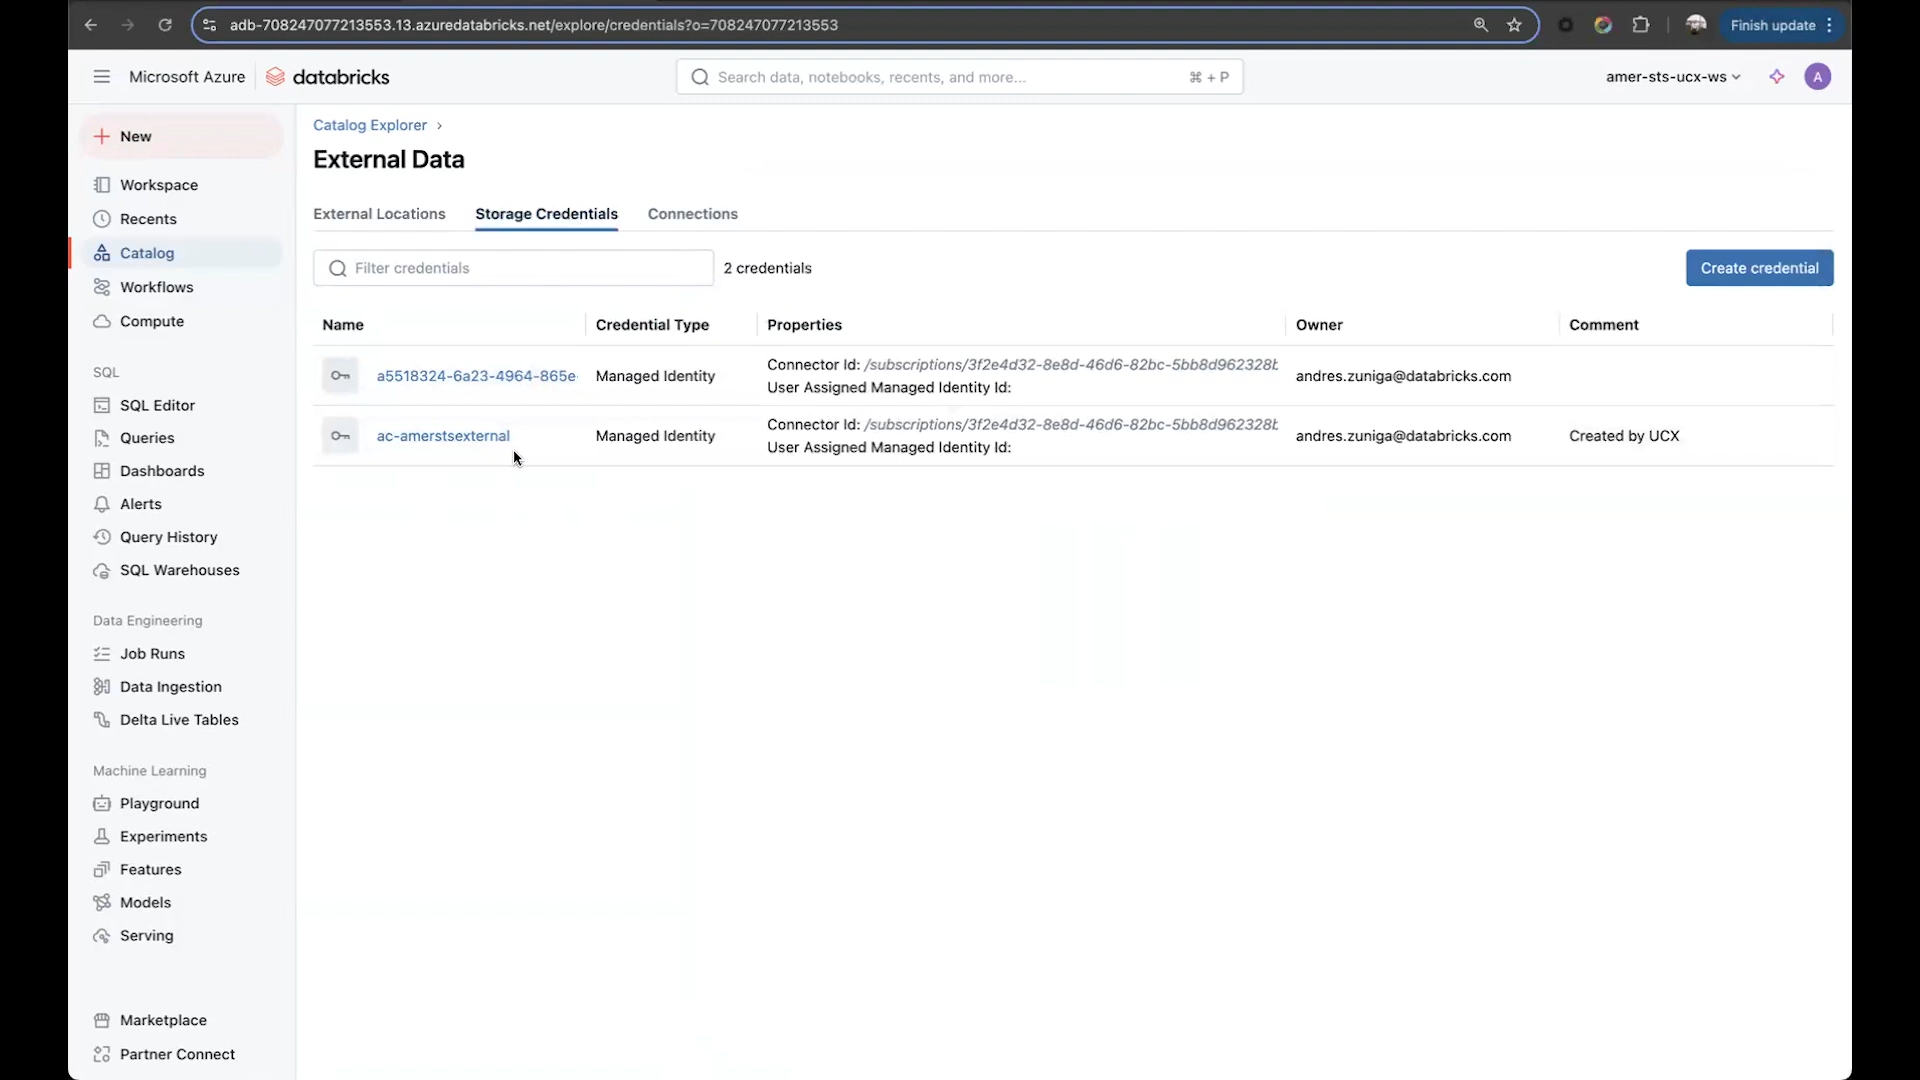 adb-708247077213553.13.azuredatabricks.net/explore/credentials?o=708247077213553
Finish update
Microsoft Azure
databricks
Search data, notebooks, recents, and more...
⌘ + P
amer-sts-ucx-ws
A
New
Workspace
Recents
Catalog
Workflows
Compute
SQL
SQL Editor
Queries
Dashboards
Alerts
Query History
SQL Warehouses
Data Engineering
Job Runs
Data Ingestion
Delta Live Tables
Machine Learning
Playground
Experiments
Features
Models
Serving
Marketplace
Partner Connect
Catalog Explorer ›
External Data
External Locations Storage Credentials Connections
Filter credentials
2 credentials
Create credential
Name Credential Type Properties Owner Comment
a5518324-6a23-4964-865e- Managed Identity
Connector Id: /subscriptions/3f2e4d32-8e8d-46d6-82bc-5bb8d962328b
User Assigned Managed Identity Id:
andres.zuniga@databricks.com
ac-amerstsexternal Managed Identity
Connector Id: /subscriptions/3f2e4d32-8e8d-46d6-82bc-5bb8d962328b
User Assigned Managed Identity Id:
andres.zuniga@databricks.com
Created by UCX